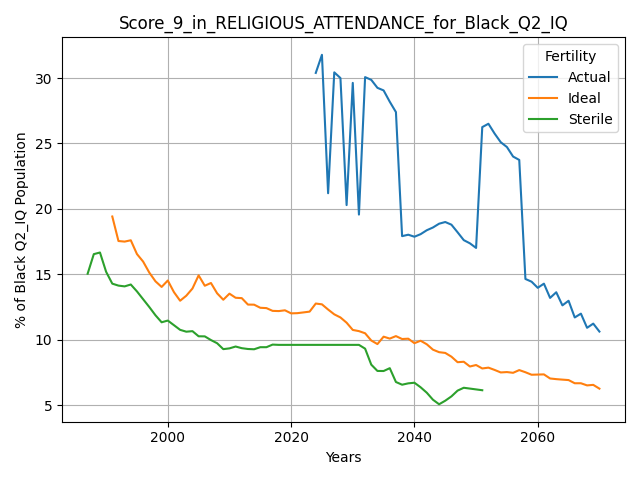 Score_9_in_RELIGIOUS_ATTENDANCE_for_Black_Q2_IQ
% of Black Q2_IQ Population
30
25
20
15
10
5
Fertility
Actual
Ideal
Sterile
2000
2020
2040
2060
Years